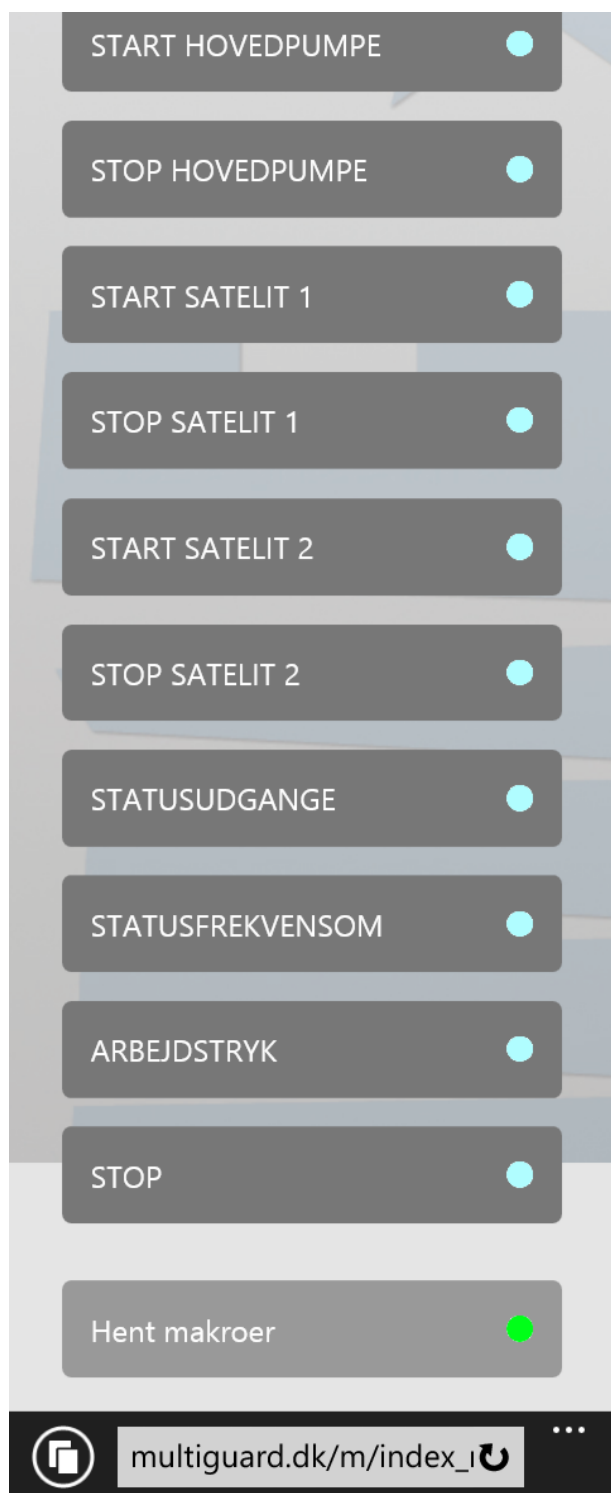 START HOVEDPUMPE
STOP HOVEDPUMPE
START SATELIT 1
STOP SATELIT 1
START SATELIT 2
STOP SATELIT 2
STATUSUDGANGE
STATUSFREKVENSOM
ARBEJDSTRYK
STOP
Hent makroer
multiguard.dk/m/index_